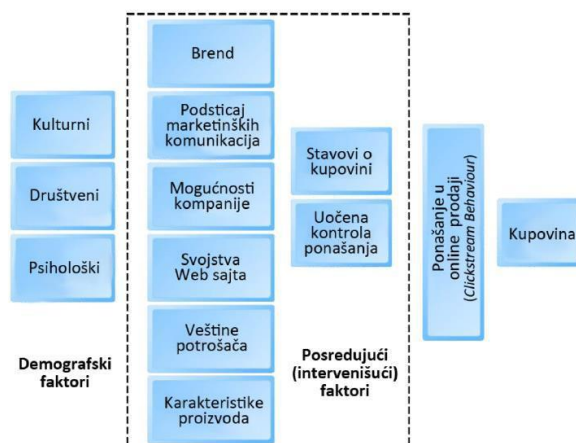 Kulturni
Društveni
Psihološki
Demografski
faktori
Brend
Podsticaj
marketinških
komunikacija
Mogućnosti
kompanije
Svojstva
Web sajta
Veštine
potrošača
Karakteristike
proizvoda
Stavovi o
kupovini
Uočena
kontrola
ponašanja
Posredujući
(intervenišući)
faktori
Ponašanje u
online prodaji
(Clickstream Behaviour)
Kupovina